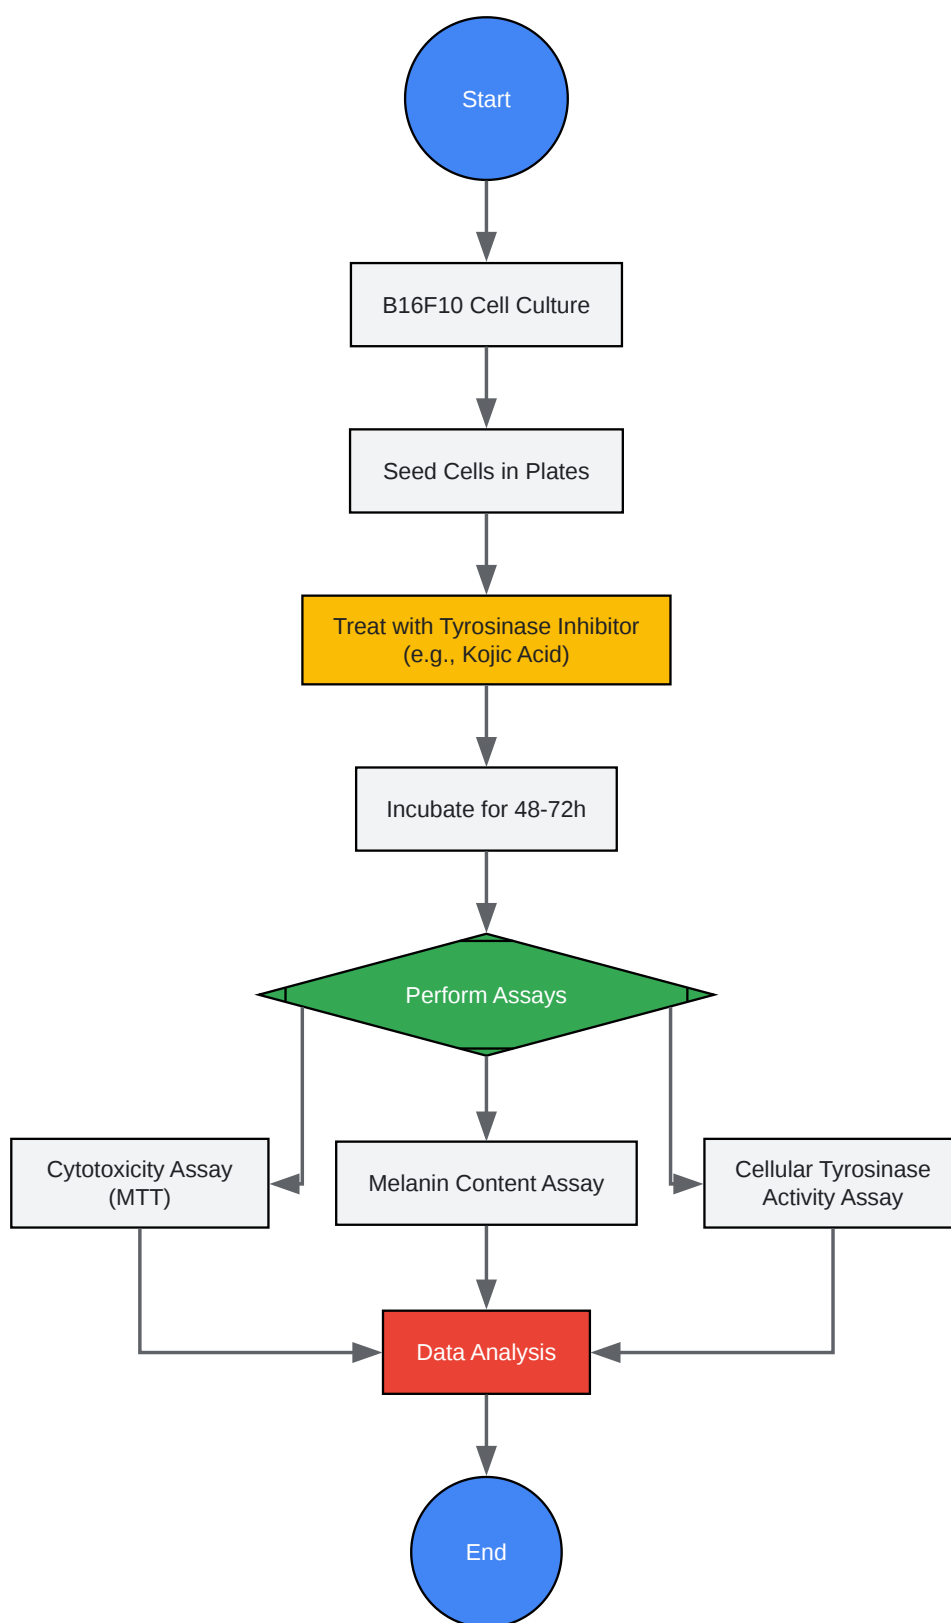 Start
B16F10 Cell Culture
Seed Cells in Plates
Treat with Tyrosinase Inhibitor
(e.g., Kojic Acid)
Incubate for 48-72h
Perform Assays
Cytotoxicity Assay
(MTT)
Melanin Content Assay
Cellular Tyrosinase
Activity Assay
Data Analysis
End